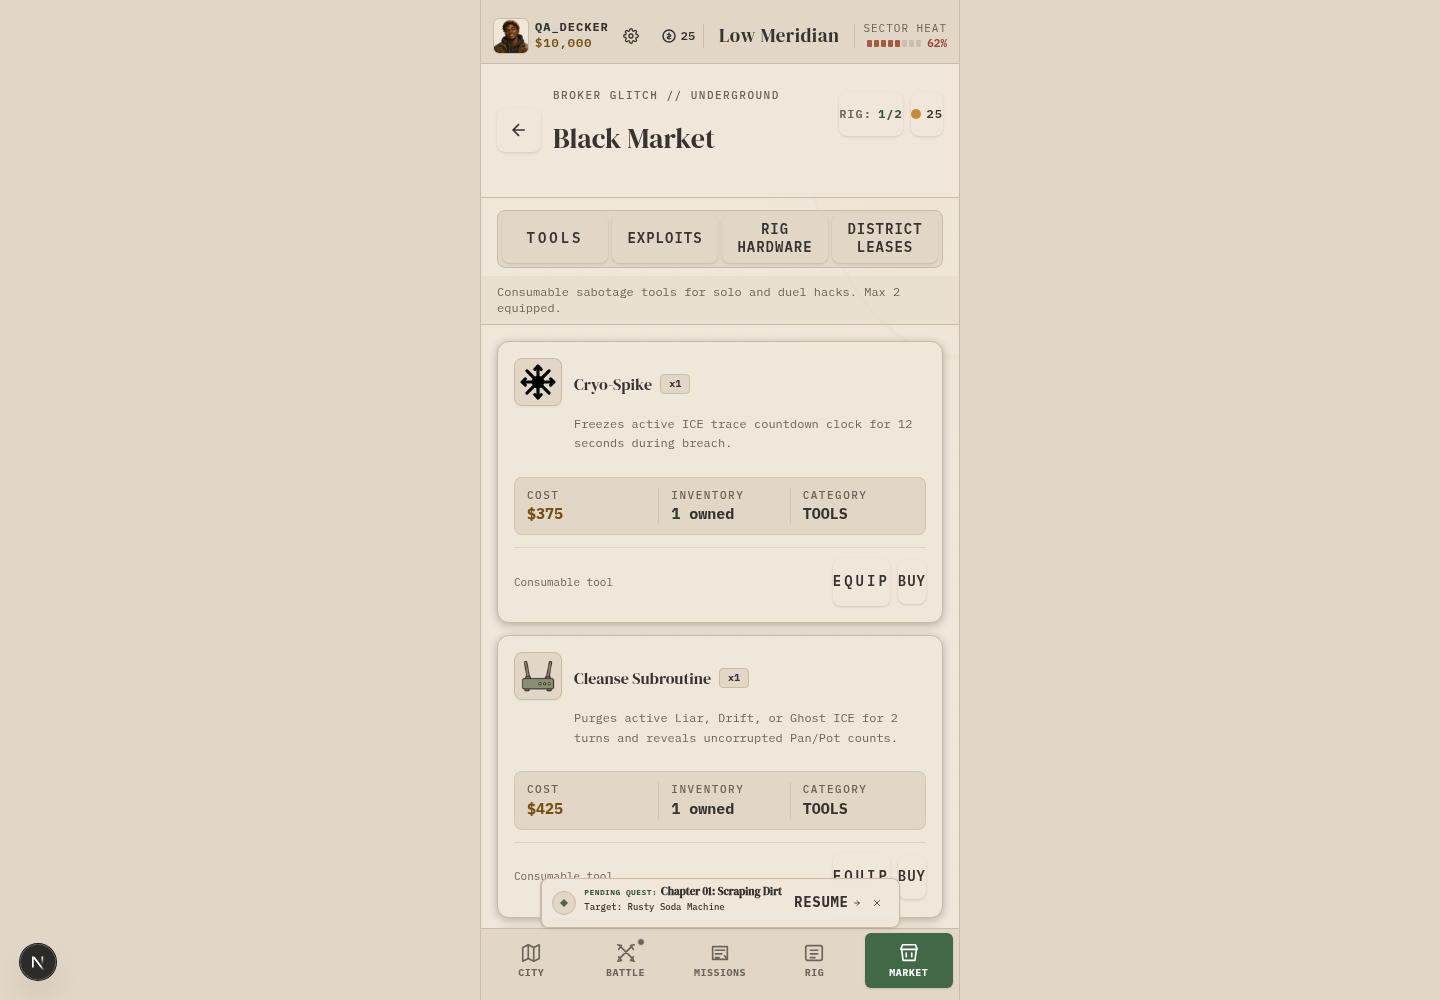 QA_DECKER
$10,000
25
Low Meridian
SECTOR HEAT
62%
BROKER GLITCH // UNDERGROUND
Black Market
RIG: 1/2
25
TOOLS
EXPLOITS
RIG
HARDWARE
DISTRICT
LEASES
Consumable sabotage tools for solo and duel hacks. Max 2
equipped.
Cryo-Spike x1
Freezes active ICE trace countdown clock for 12
seconds during breach.
COST INVENTORY CATEGORY
$375 1 owned TOOLS
Consumable tool EQUIP BUY
Cleanse Subroutine x1
Purges active Liar, Drift, or Ghost ICE for 2
turns and reveals uncorrupted Pan/Pot counts.
COST INVENTORY CATEGORY
$425 1 owned TOOLS
Consumable tool EQUIP BUY
PENDING QUEST: Chapter 01: Scraping Dirt
Target: Rusty Soda Machine
RESUME → ×
N
CITY BATTLE MISSIONS RIG MARKET